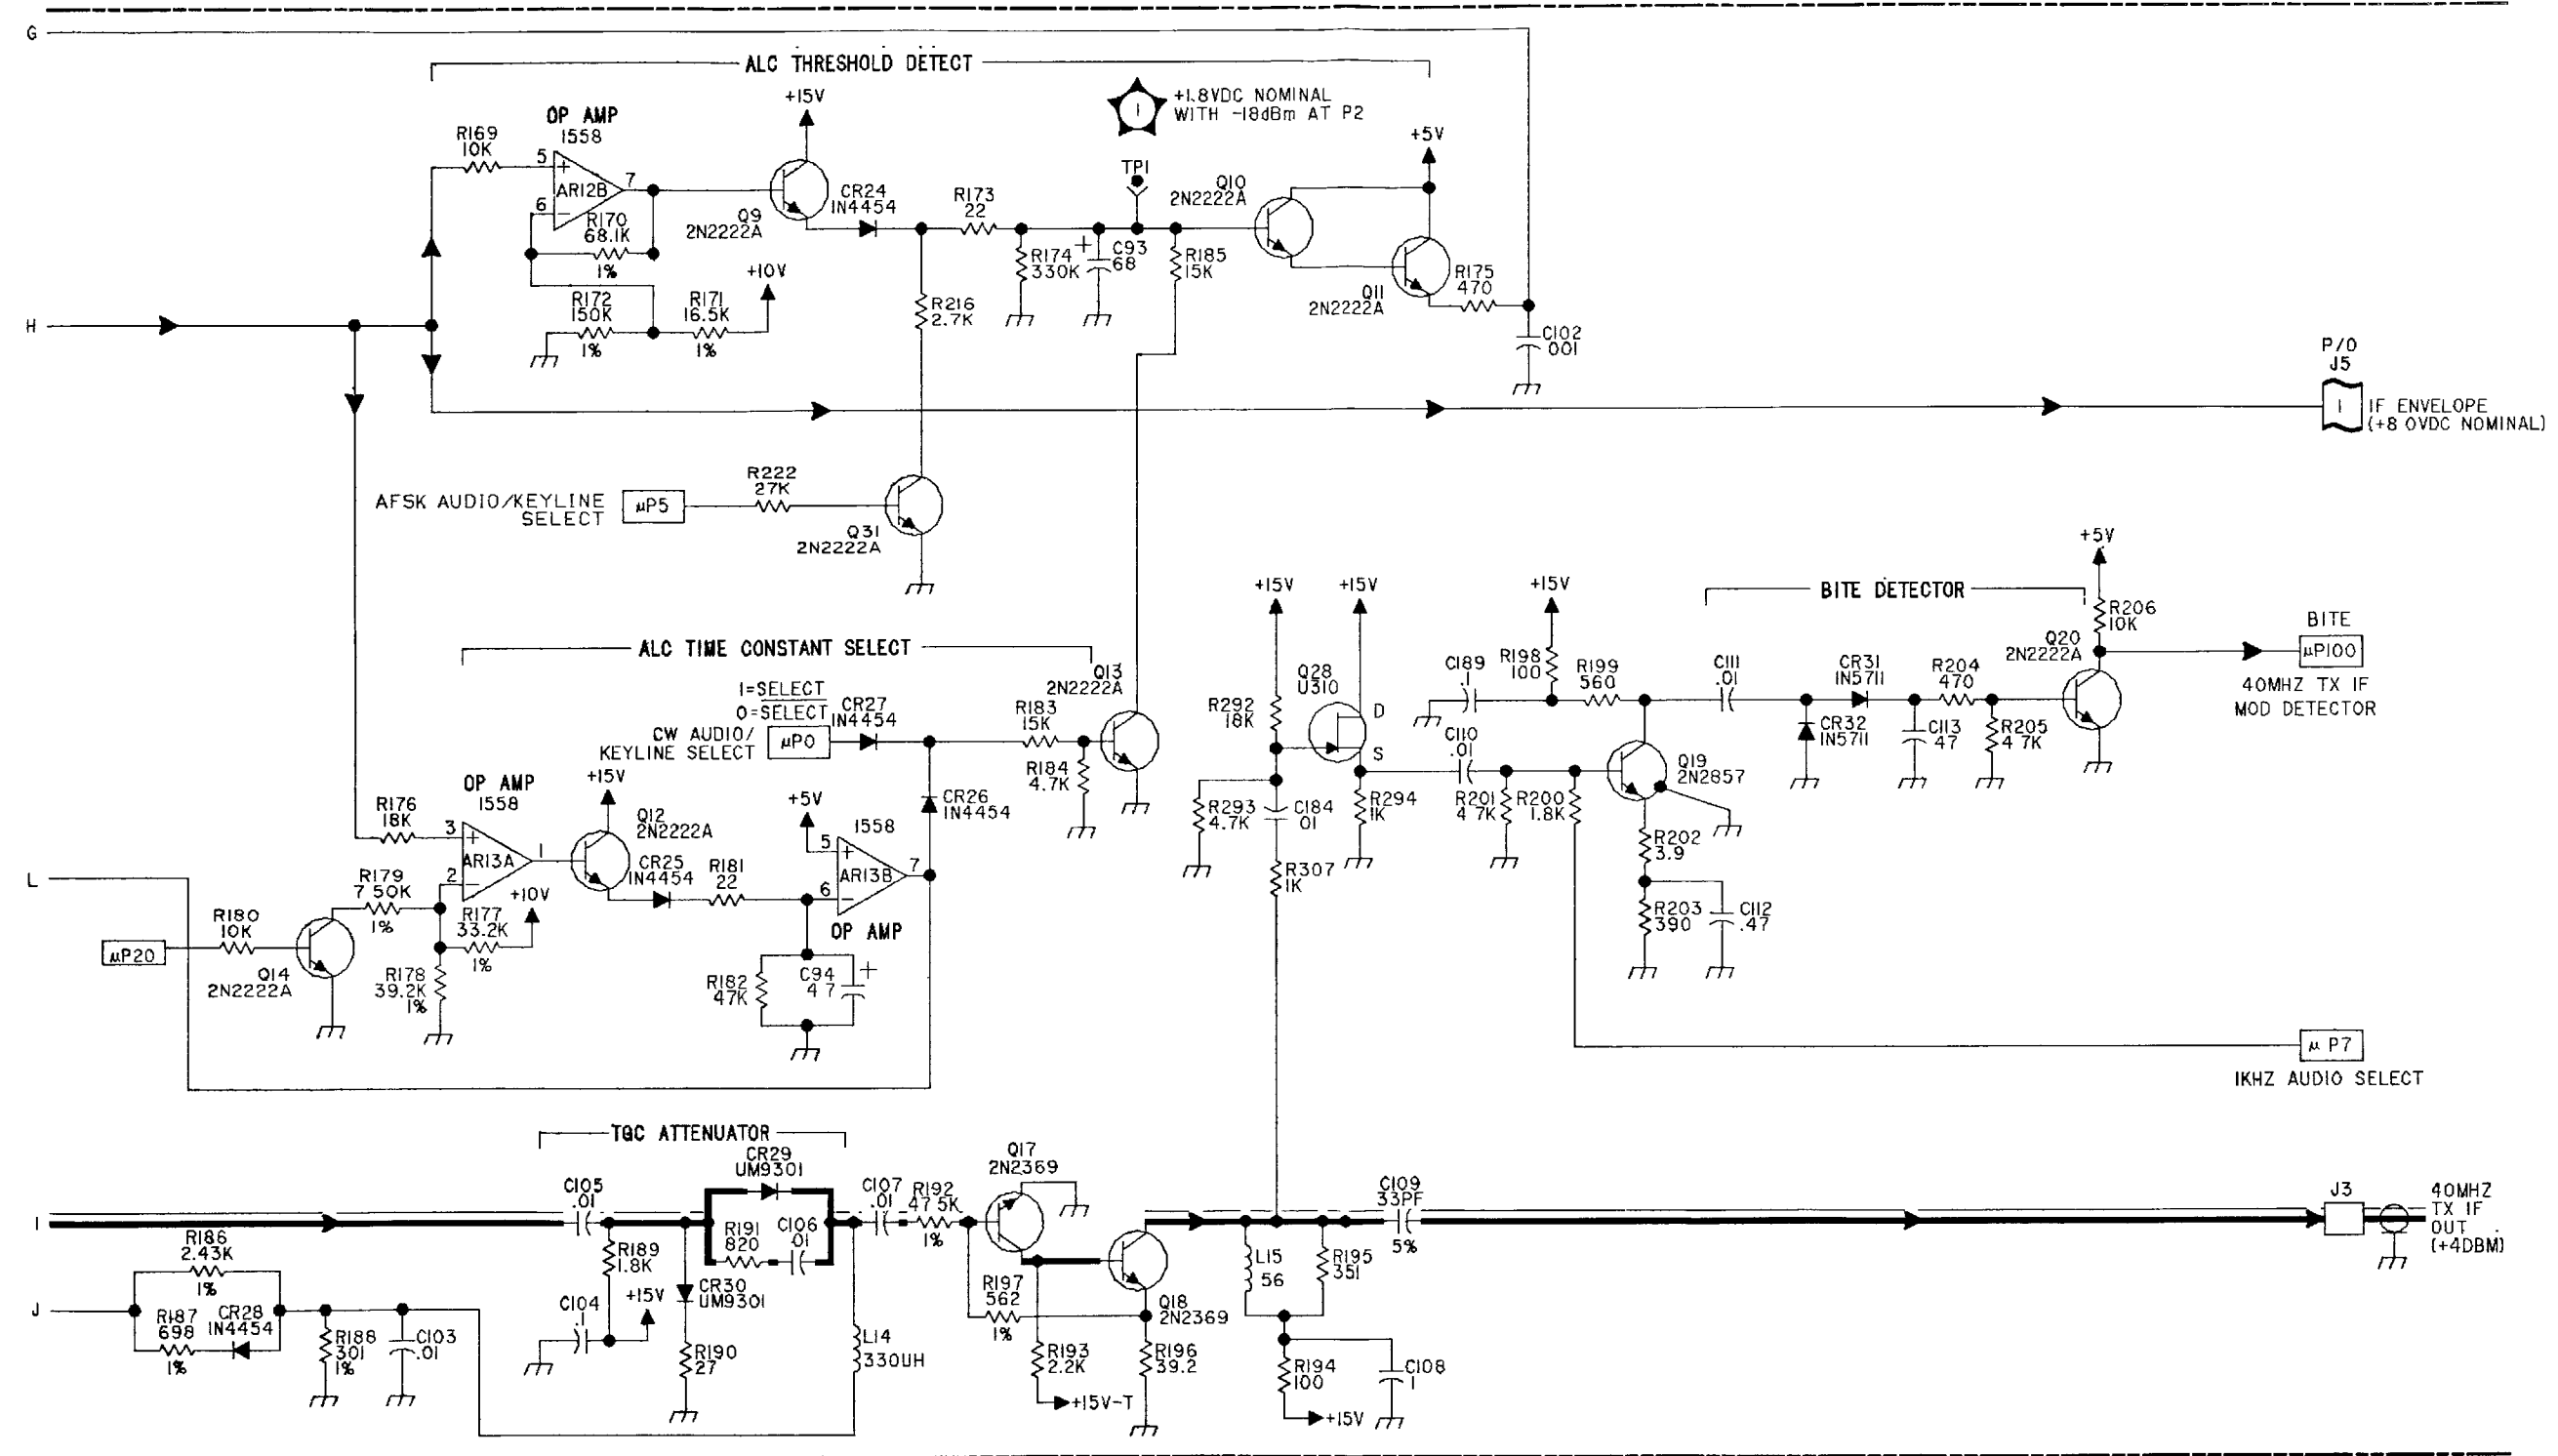 G
ALC THRESHOLD DETECT
+15V
OP AMP
1558
R169
10K
5
+
AR12B
7
6
−
R170
68.1K
1%
+10V
R172
150K
1%
R171
16.5K
1%
Q9
2N2222A
CR24
1N4454
R173
22
1
+1.8VDC NOMINAL
WITH -18dBm AT P2
TP1
R174
330K
+
C93
68
R185
15K
Q10
2N2222A
+5V
Q11
2N2222A
R175
470
C102
001
R216
2.7K
H
P/O
J5
1
IF ENVELOPE
(+8 0VDC NOMINAL)
AFSK AUDIO/KEYLINE
SELECT
µP5
R222
27K
Q31
2N2222A
ALC TIME CONSTANT SELECT
1=SELECT
0=SELECT
CW AUDIO/
KEYLINE SELECT
µP0
CR27
1N4454
R183
15K
R184
4.7K
Q13
2N2222A
OP AMP
1558
R176
18K
3
+
AR13A
1
2
−
+15V
Q12
2N2222A
CR25
1N4454
R181
22
+5V
1558
5
+
AR13B
7
6
−
OP AMP
CR26
1N4454
L
R179
7 50K
1%
+10V
R177
33.2K
1%
R180
10K
µP20
Q14
2N2222A
R178
39.2K
1%
R182
47K
C94
4 7
+
+15V
+15V
R292
18K
Q28
U310
D
S
R293
4.7K
C184
01
R294
1K
R307
1K
C110
.01
R201
4 7K
R200
1.8K
+15V
C189
.1
R198
100
R199
560
Q19
2N2857
R202
3.9
R203
390
C112
.47
BITE DETECTOR
C111
.01
CR31
1N5711
CR32
1N5711
C113
47
R204
470
R205
4 7K
Q20
2N2222A
+5V
R206
10K
BITE
µP100
40MHZ TX IF
MOD DETECTOR
µ P7
1KHZ AUDIO SELECT
TGC ATTENUATOR
I
C105
.01
CR29
UM9301
R191
820
C106
.01
C107
.01
R192
47 5K
1%
Q17
2N2369
R189
1.8K
CR30
UM9301
C104
.1
+15V
R190
27
L14
330UH
R197
562
1%
Q18
2N2369
R193
2.2K
+15V-T
R196
39.2
L15
56
R195
351
C109
33PF
5%
R194
100
+15V
C108
1
J3
40MHZ
TX IF
OUT
(+4DBM)
J
R186
2.43K
1%
R187
698
1%
CR28
1N4454
R188
301
1%
C103
.01